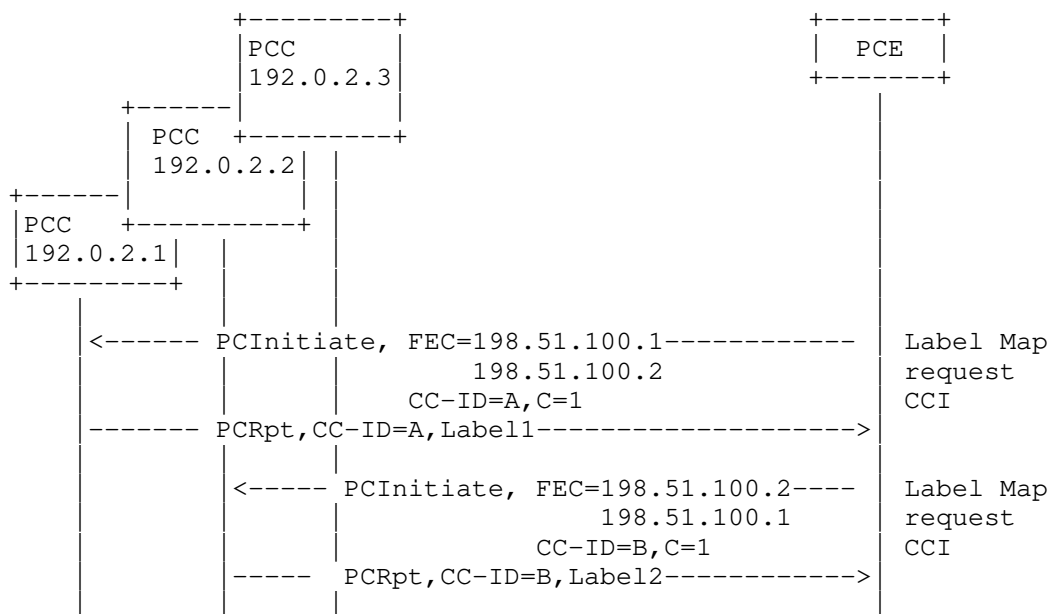 PCC
192.0.2.3
PCE
PCC
192.0.2.2
PCC
192.0.2.1
<------ PCInitiate, FEC=198.51.100.1------------ Label Map
198.51.100.2 request
CC-ID=A,C=1 CCI
------- PCRpt,CC-ID=A,Label1-------------------->
<----- PCInitiate, FEC=198.51.100.2---- Label Map
198.51.100.1 request
CC-ID=B,C=1 CCI
----- PCRpt,CC-ID=B,Label2------------>